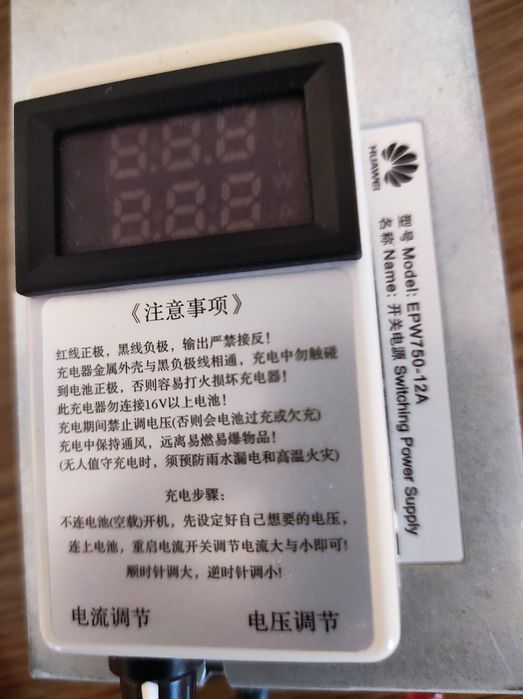 《注意事项》
红线正极，黑线负极，输出严禁接反！
充电器金属外壳与黑负极线相通，充电中勿触碰
到电池正极，否则容易打火损坏充电器！
此充电器勿连接16V以上电池！
充电期间禁止调电压(否则会电池过充或欠充)
充电中保持通风，远离易燃易爆物品！
(无人值守充电时，须预防雨水漏电和高温火灾)
充电步骤：
不连电池(空载)开机，先设定好自己想要的电压，
连上电池，重启电流开关调节电流大与小即可！
顺时针调大，逆时针调小！
电流调节 电压调节
HUAWEI
型号 Model: EPW750-12A
名称 Name: 开关电源 Switching Power Supply